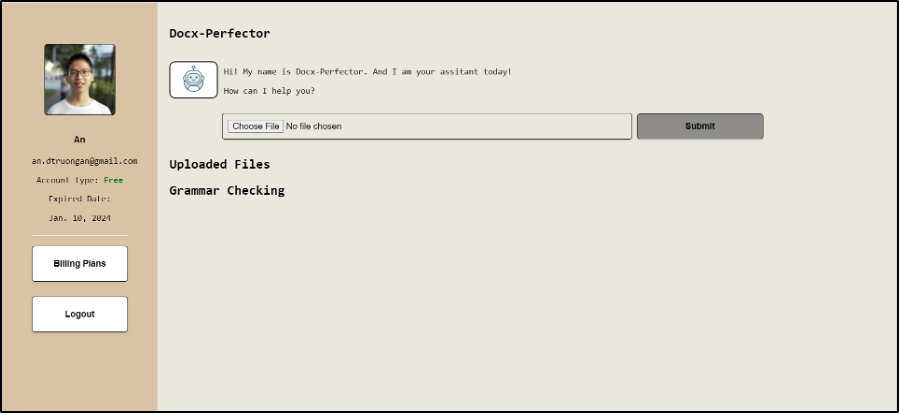 An
an.dtruongan@gmail.com
Account type: Free
Expired Date:
Jan. 10, 2024
Billing Plans
Logout
Docx-Perfector
Hi! My name is Docx-Perfector. And I am your assitant today!
How can I help you?
Choose File No file chosen
Submit
Uploaded Files
Grammar Checking